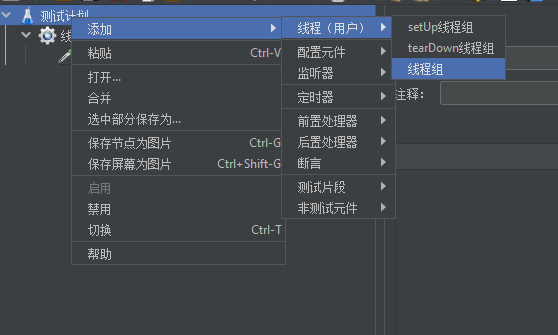 测试计划
线
添加
粘贴 Ctrl-V
打开...
合并
选中部分保存为...
保存节点为图片 Ctrl-G
保存屏幕为图片 Ctrl+Shift-G
启用
禁用
切换 Ctrl-T
帮助
线程（用户）
配置元件
监听器
定时器
前置处理器
后置处理器
断言
测试片段
非测试元件
setUp线程组
tearDown线程组
线程组
注释：